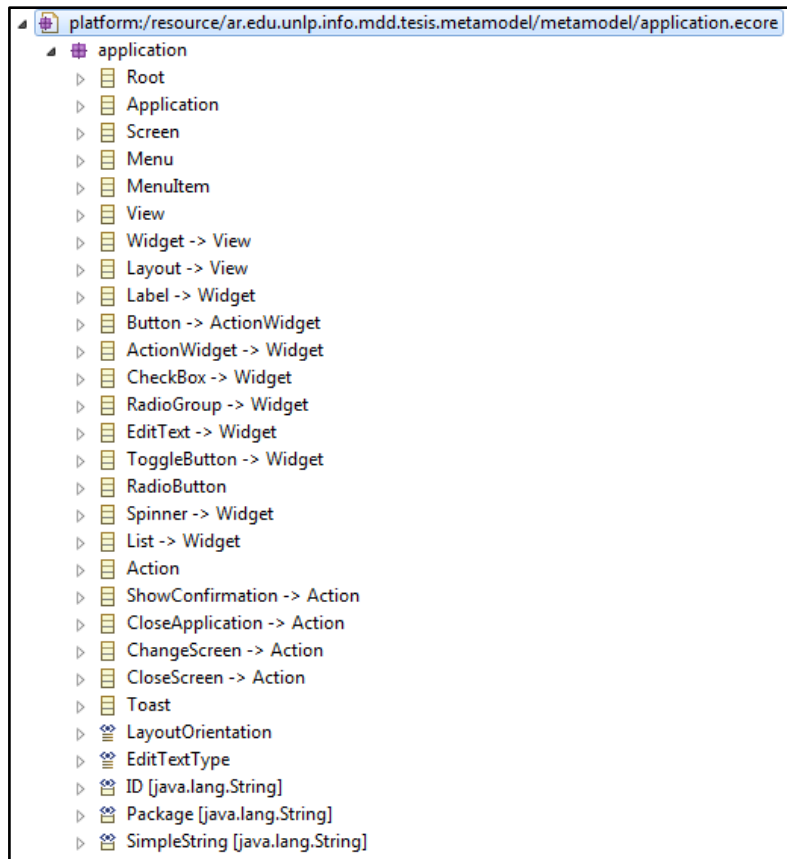 platform:/resource/ar.edu.unlp.info.mdd.tesis.metamodel/metamodel/application.ecore
application
Root
Application
Screen
Menu
MenuItem
View
Widget -> View
Layout -> View
Label -> Widget
Button -> ActionWidget
ActionWidget -> Widget
CheckBox -> Widget
RadioGroup -> Widget
EditText -> Widget
ToggleButton -> Widget
RadioButton
Spinner -> Widget
List -> Widget
Action
ShowConfirmation -> Action
CloseApplication -> Action
ChangeScreen -> Action
CloseScreen -> Action
Toast
LayoutOrientation
EditTextType
ID [java.lang.String]
Package [java.lang.String]
SimpleString [java.lang.String]